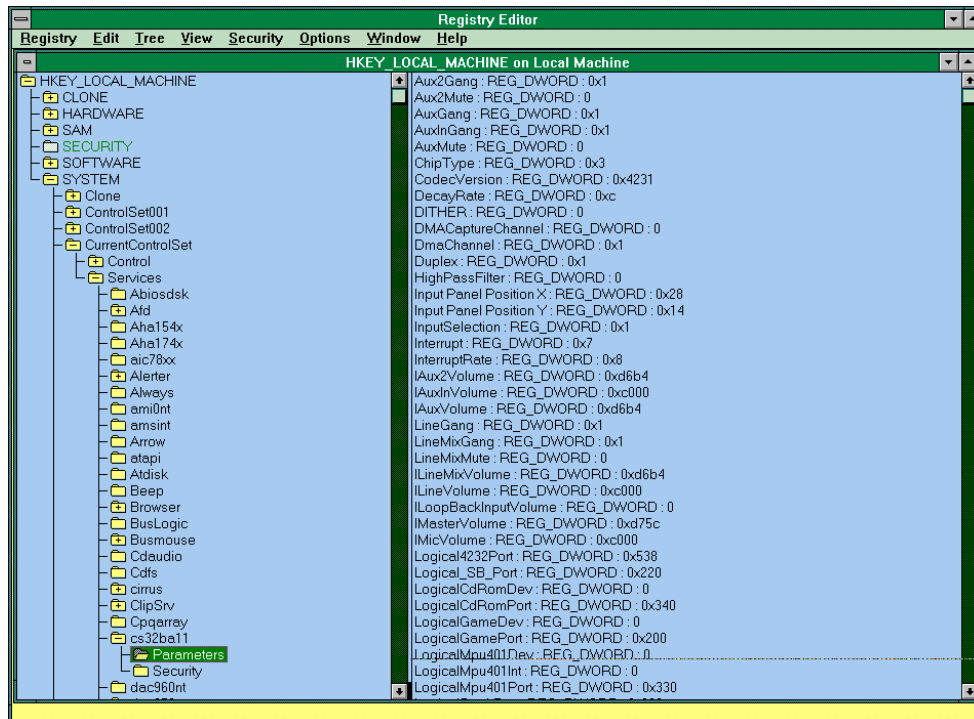 Registry Editor
Registry Edit Tree View Security Options Window Help
HKEY_LOCAL_MACHINE on Local Machine
HKEY_LOCAL_MACHINE
CLONE
HARDWARE
SAM
SECURITY
SOFTWARE
SYSTEM
Clone
ControlSet001
ControlSet002
CurrentControlSet
Control
Services
Abiosdsk
Afd
Aha154x
Aha174x
aic78xx
Alerter
Always
ami0nt
amsint
Arrow
atapi
Atdisk
Beep
Browser
BusLogic
Busmouse
Cdaudio
Cdfs
cirrus
ClipSrv
Cpqarray
cs32ba11
Parameters
Security
dac960nt
Aux2Gang : REG_DWORD : 0x1
Aux2Mute : REG_DWORD : 0
AuxGang : REG_DWORD : 0x1
AuxInGang : REG_DWORD : 0x1
AuxMute : REG_DWORD : 0
ChipType : REG_DWORD : 0x3
CodecVersion : REG_DWORD : 0x4231
DecayRate : REG_DWORD : 0xc
DITHER : REG_DWORD : 0
DMACaptureChannel : REG_DWORD : 0
DmaChannel : REG_DWORD : 0x1
Duplex : REG_DWORD : 0x1
HighPassFilter : REG_DWORD : 0
Input Panel Position X : REG_DWORD : 0x28
Input Panel Position Y : REG_DWORD : 0x14
InputSelection : REG_DWORD : 0x1
Interrupt : REG_DWORD : 0x7
InterruptRate : REG_DWORD : 0x8
lAux2Volume : REG_DWORD : 0xd6b4
lAuxInVolume : REG_DWORD : 0xc000
lAuxVolume : REG_DWORD : 0xd6b4
LineGang : REG_DWORD : 0x1
LineMixGang : REG_DWORD : 0x1
LineMixMute : REG_DWORD : 0
lLineMixVolume : REG_DWORD : 0xd6b4
lLineVolume : REG_DWORD : 0xc000
lLoopBackInputVolume : REG_DWORD : 0
lMasterVolume : REG_DWORD : 0xd75c
lMicVolume : REG_DWORD : 0xc000
Logical4232Port : REG_DWORD : 0x538
Logical_SB_Port : REG_DWORD : 0x220
LogicalCdRomDev : REG_DWORD : 0
LogicalCdRomPort : REG_DWORD : 0x340
LogicalGameDev : REG_DWORD : 0
LogicalGamePort : REG_DWORD : 0x200
LogicalMpu401Dev : REG_DWORD : 0
LogicalMpu401Int : REG_DWORD : 0
LogicalMpu401Port : REG_DWORD : 0x330